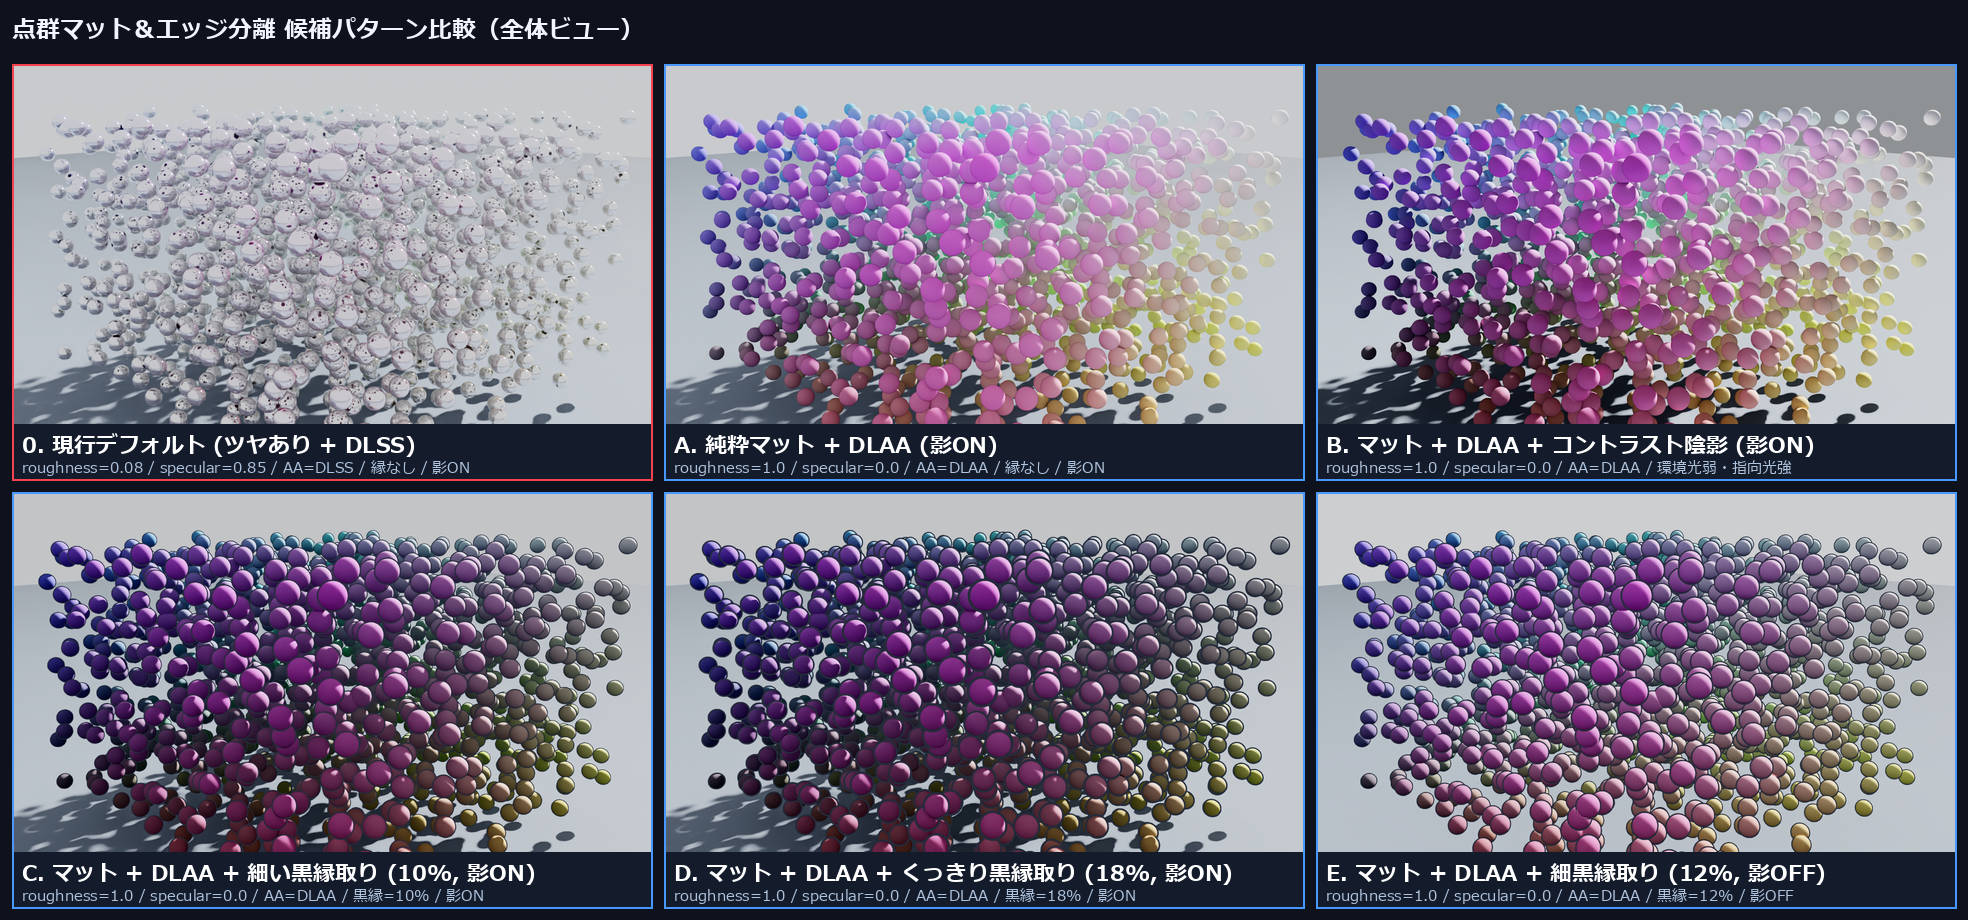 点群マット＆エッジ分離 候補パターン比較（全体ビュー）
0. 現行デフォルト (ツヤあり + DLSS)
roughness=0.08 / specular=0.85 / AA=DLSS / 縁なし / 影ON
A. 純粋マット + DLAA (影ON)
roughness=1.0 / specular=0.0 / AA=DLAA / 縁なし / 影ON
B. マット + DLAA + コントラスト陰影 (影ON)
roughness=1.0 / specular=0.0 / AA=DLAA / 環境光弱・指向光強
C. マット + DLAA + 細い黒縁取り (10%, 影ON)
roughness=1.0 / specular=0.0 / AA=DLAA / 黒縁=10% / 影ON
D. マット + DLAA + くっきり黒縁取り (18%, 影ON)
roughness=1.0 / specular=0.0 / AA=DLAA / 黒縁=18% / 影ON
E. マット + DLAA + 細黒縁取り (12%, 影OFF)
roughness=1.0 / specular=0.0 / AA=DLAA / 黒縁=12% / 影OFF